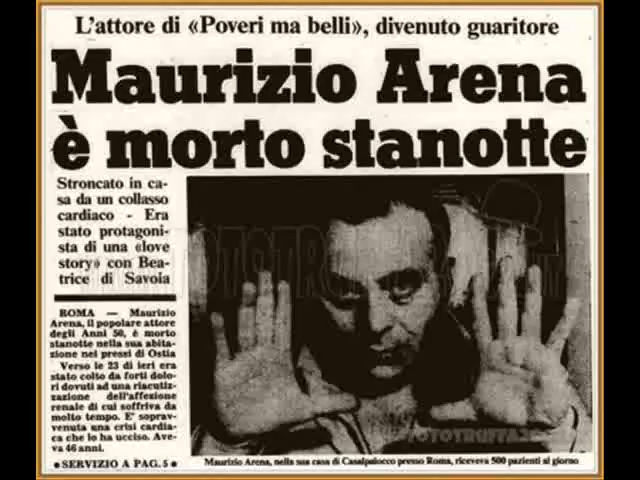 L'attore di «Poveri ma belli», divenuto guaritore
Maurizio Arena
è morto stanotte
Stroncato in ca-
sa da un collasso
cardiaco - Era
stato protagoni-
sta di una «love
story» con Bea-
trice di Savoia
ROMA — Maurizio
Arena, il popolare attore
degli Anni 50, è morto
stanotte nella sua abita-
zione nei pressi di Ostia
Verso le 23 di ieri era
stato colto da forti dolo-
ri dovuti ad una riacutiz-
zazione dell'affezione
renale di cui soffriva da
molto tempo. E' soprav-
venuta una crisi cardia-
ca che lo ha ucciso. Ave-
va 46 anni.
• SERVIZIO A PAG. 5 •
Maurizio Arena, nella sua casa di Casalpalocco presso Roma, riceveva 500 pazienti al giorno